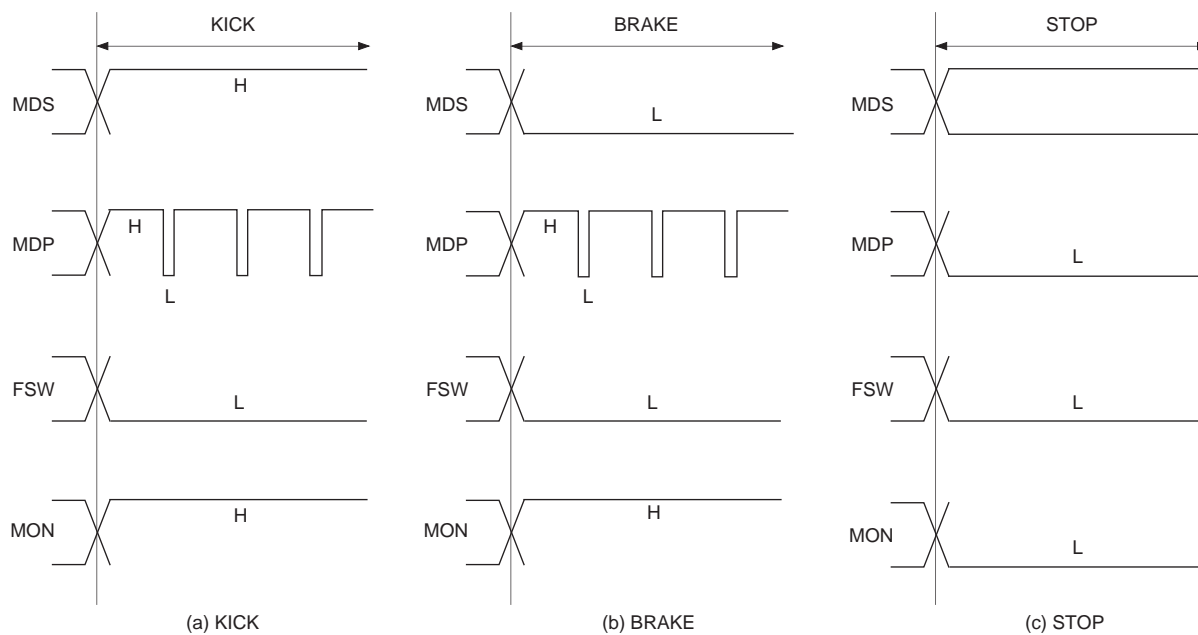 KICK
MDS
H
MDP
H
L
FSW
L
MON
H
(a) KICK
BRAKE
MDS
L
MDP
H
L
FSW
L
MON
H
(b) BRAKE
STOP
MDS
MDP
L
FSW
L
MON
L
(c) STOP